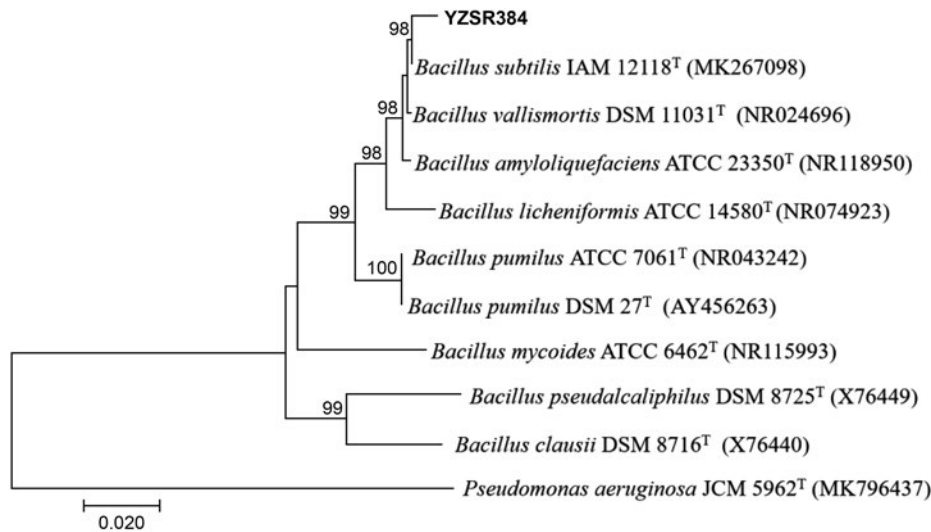 98 YZSR384
Bacillus subtilis IAM 12118ᵀ (MK267098)
98 Bacillus vallismortis DSM 11031ᵀ (NR024696)
98 Bacillus amyloliquefaciens ATCC 23350ᵀ (NR118950)
99 Bacillus licheniformis ATCC 14580ᵀ (NR074923)
100 Bacillus pumilus ATCC 7061ᵀ (NR043242)
Bacillus pumilus DSM 27ᵀ (AY456263)
Bacillus mycoides ATCC 6462ᵀ (NR115993)
Bacillus pseudalcaliphilus DSM 8725ᵀ (X76449)
99 Bacillus clausii DSM 8716ᵀ (X76440)
Pseudomonas aeruginosa JCM 5962ᵀ (MK796437)
0.020